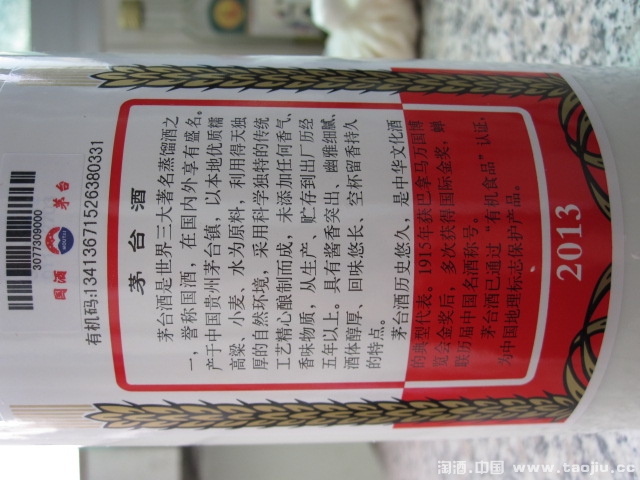 国酒 茅台
3077309000
有机码:13413671526380331
茅台酒
茅台酒是世界三大著名蒸馏酒之
一，誉称国酒，在国内外享有盛名。
产于中国贵州茅台镇，以本地优质糯
高粱、小麦、水为原料，利用得天独
厚的自然环境，采用科学独特的传统
工艺精心酿制而成，未添加任何香气、
香味物质，从生产、贮存到出厂历经
五年以上。具有酱香突出、幽雅细腻、
酒体醇厚、回味悠长、空杯留香持久
的特点。
茅台酒历史悠久，是中华文化酒
的典型代表。1915年获巴拿马万国博
览会金奖后，多次获得国际金奖，蝉
联历届中国名酒称号。
茅台酒已通过“有机食品”认证，
为中国地理标志保护产品。
2013
淘酒.中国 www.taojiu.cc